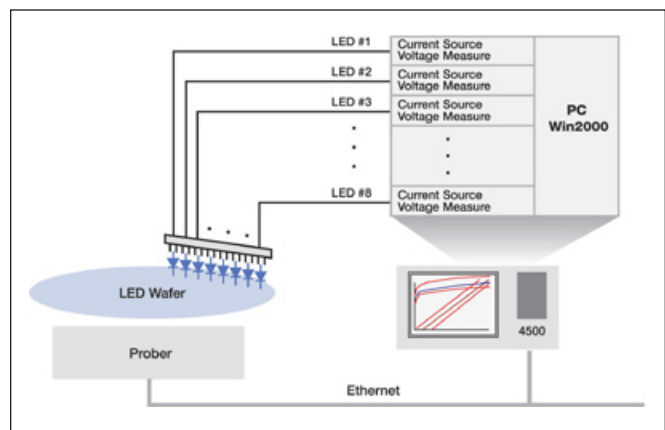 LED #1
Current Source
Voltage Measure
LED #2
Current Source
Voltage Measure
LED #3
Current Source
Voltage Measure
PC
Win2000
LED #8
Current Source
Voltage Measure
LED Wafer
4500
Prober
Ethernet